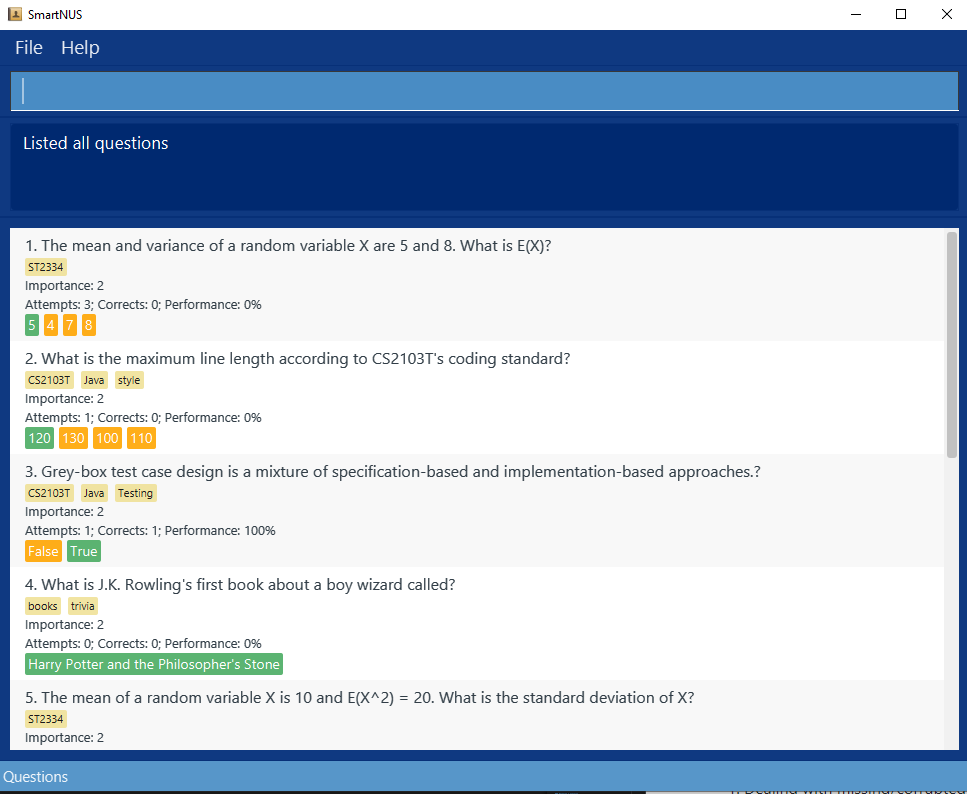 SmartNUS
File Help
Listed all questions
1. The mean and variance of a random variable X are 5 and 8. What is E(X)?
ST2334
Importance: 2
Attempts: 3; Corrects: 0; Performance: 0%
5 4 7 8
2. What is the maximum line length according to CS2103T's coding standard?
CS2103T Java style
Importance: 2
Attempts: 1; Corrects: 0; Performance: 0%
120 130 100 110
3. Grey-box test case design is a mixture of specification-based and implementation-based approaches.?
CS2103T Java Testing
Importance: 2
Attempts: 1; Corrects: 1; Performance: 100%
False True
4. What is J.K. Rowling's first book about a boy wizard called?
books trivia
Importance: 2
Attempts: 0; Corrects: 0; Performance: 0%
Harry Potter and the Philosopher's Stone
5. The mean of a random variable X is 10 and E(X^2) = 20. What is the standard deviation of X?
ST2334
Importance: 2
Questions